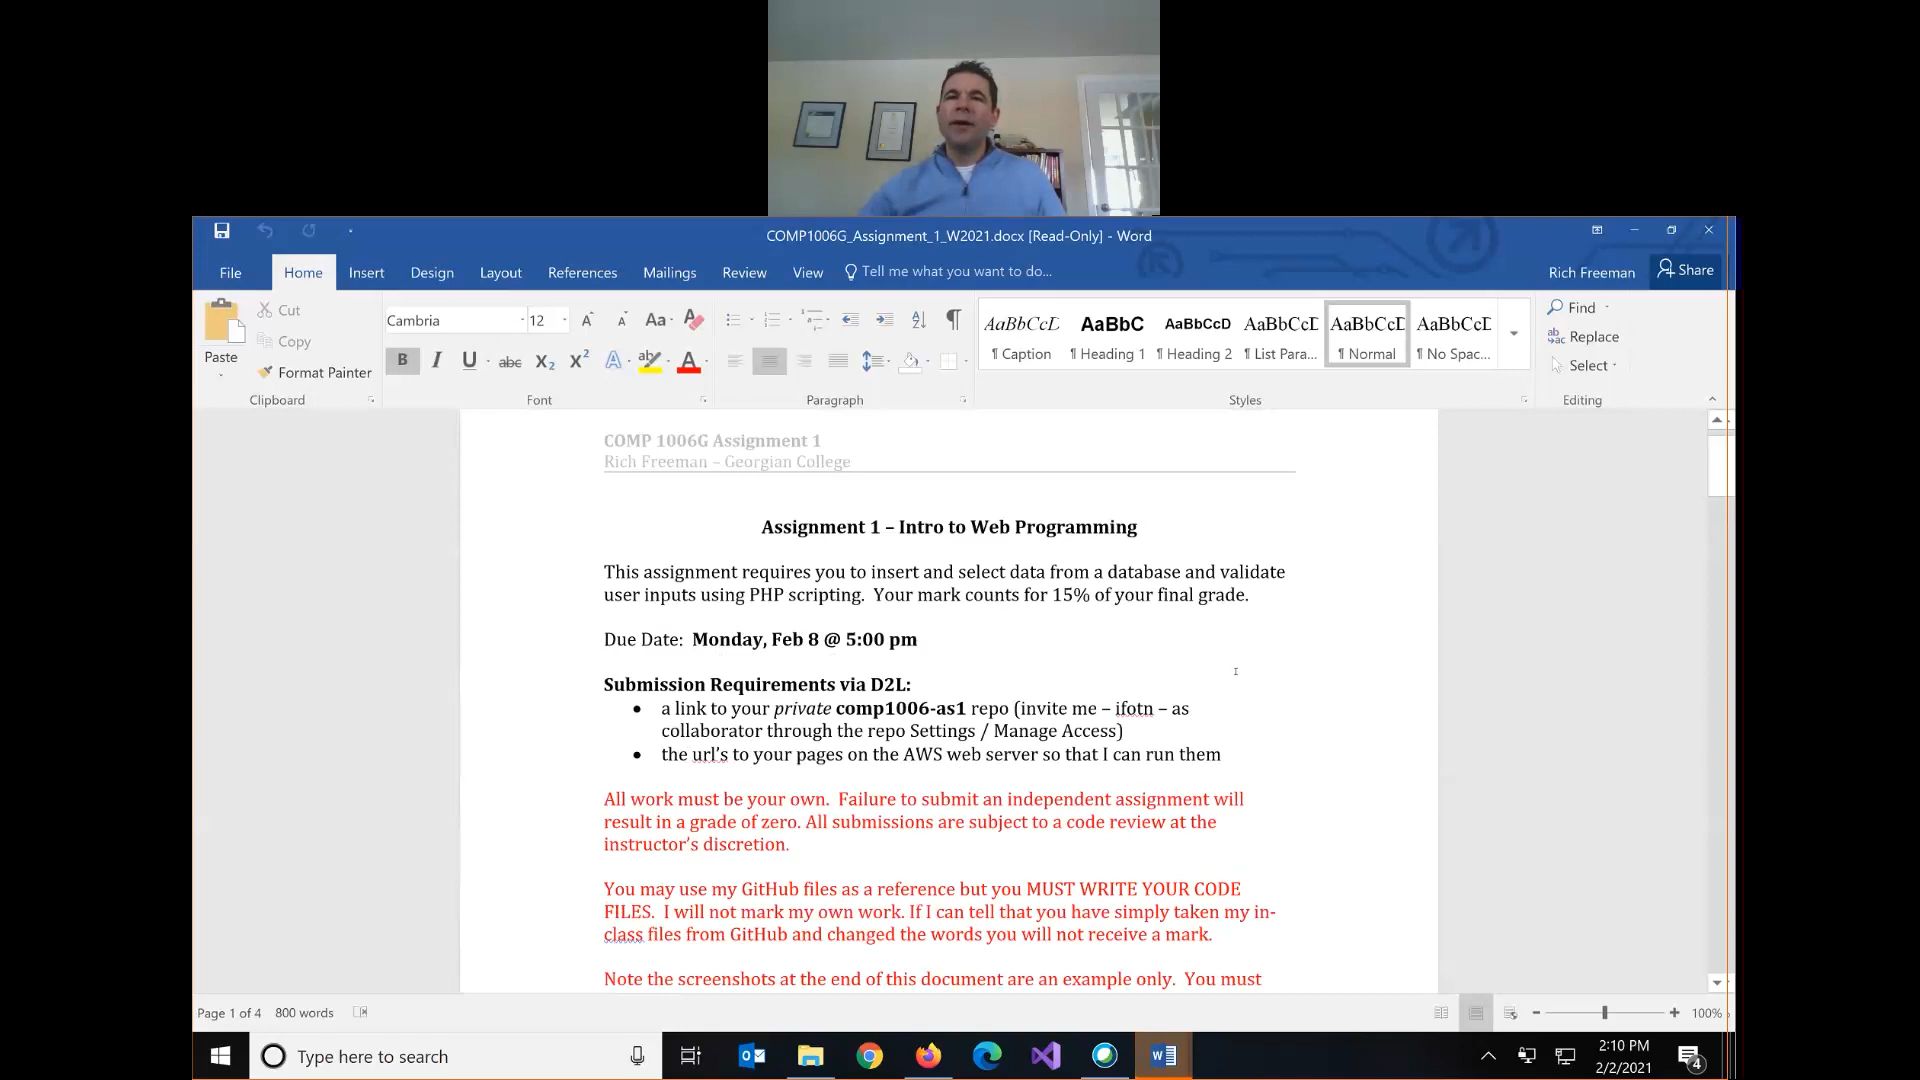 COMP1006G_Assignment_1_W2021.docx [Read-Only] - Word
File Home Insert Design Layout References Mailings Review View Tell me what you want to do... Rich Freeman Share
Paste
Cut
Copy
Format Painter
Clipboard
Cambria 12
Font
Paragraph
AaBbCcD AaBbC AaBbCcD AaBbCcD AaBbCcD AaBbCcD
¶ Caption ¶ Heading 1 ¶ Heading 2 ¶ List Para... ¶ Normal ¶ No Spac...
Styles
Find
Replace
Select
Editing
COMP 1006G Assignment 1
Rich Freeman – Georgian College
Assignment 1 – Intro to Web Programming
This assignment requires you to insert and select data from a database and validate
user inputs using PHP scripting. Your mark counts for 15% of your final grade.
Due Date: Monday, Feb 8 @ 5:00 pm
Submission Requirements via D2L:
• a link to your private comp1006-as1 repo (invite me – ifotn – as
collaborator through the repo Settings / Manage Access)
• the url's to your pages on the AWS web server so that I can run them
All work must be your own. Failure to submit an independent assignment will
result in a grade of zero. All submissions are subject to a code review at the
instructor's discretion.
You may use my GitHub files as a reference but you MUST WRITE YOUR CODE
FILES. I will not mark my own work. If I can tell that you have simply taken my in-
class files from GitHub and changed the words you will not receive a mark.
Note the screenshots at the end of this document are an example only. You must
Page 1 of 4 800 words 100%
Type here to search
2:10 PM
2/2/2021
4